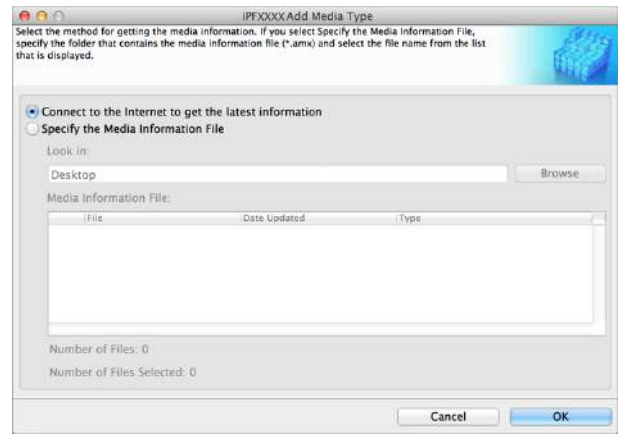 iPFXXXX Add Media Type
Select the method for getting the media information. If you select Specify the Media Information File,
specify the folder that contains the media information file (*.amx) and select the file name from the list
that is displayed.
Connect to the Internet to get the latest information
Specify the Media Information File
Look in:
Desktop Browse
Media Information File:
File Date Updated Type
Number of Files: 0
Number of Files Selected: 0
Cancel OK